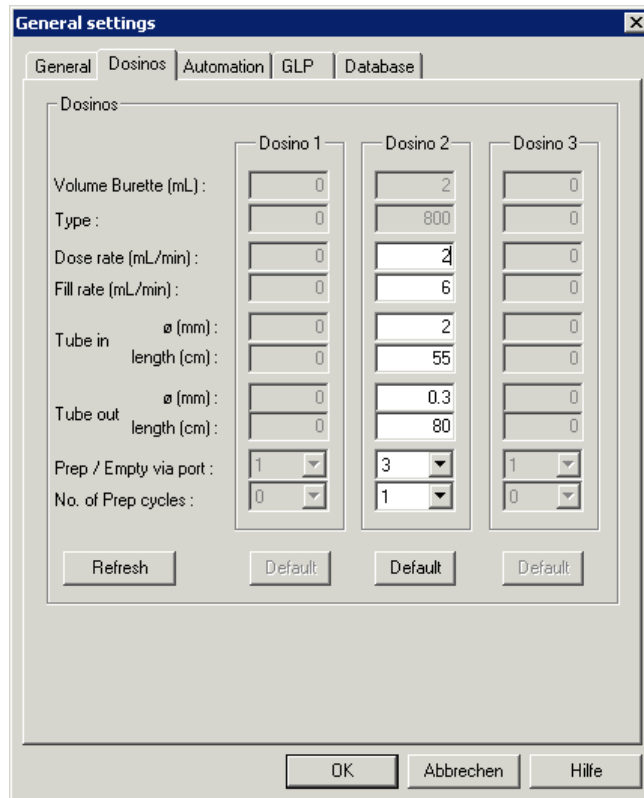 General settings
General Dosinos Automation GLP Database
Dosinos
Dosino 1 Dosino 2 Dosino 3
Volume Burette (mL) : 0 2 0
Type : 0 800 0
Dose rate (mL/min) : 0 2 0
Fill rate (mL/min) : 0 6 0
Tube in
ø (mm) : 0 2 0
length (cm) : 0 55 0
Tube out
ø (mm) : 0 0.3 0
length (cm) : 0 80 0
Prep / Empty via port : 1 3 1
No. of Prep cycles : 0 1 0
Refresh Default Default Default
OK Abbrechen Hilfe